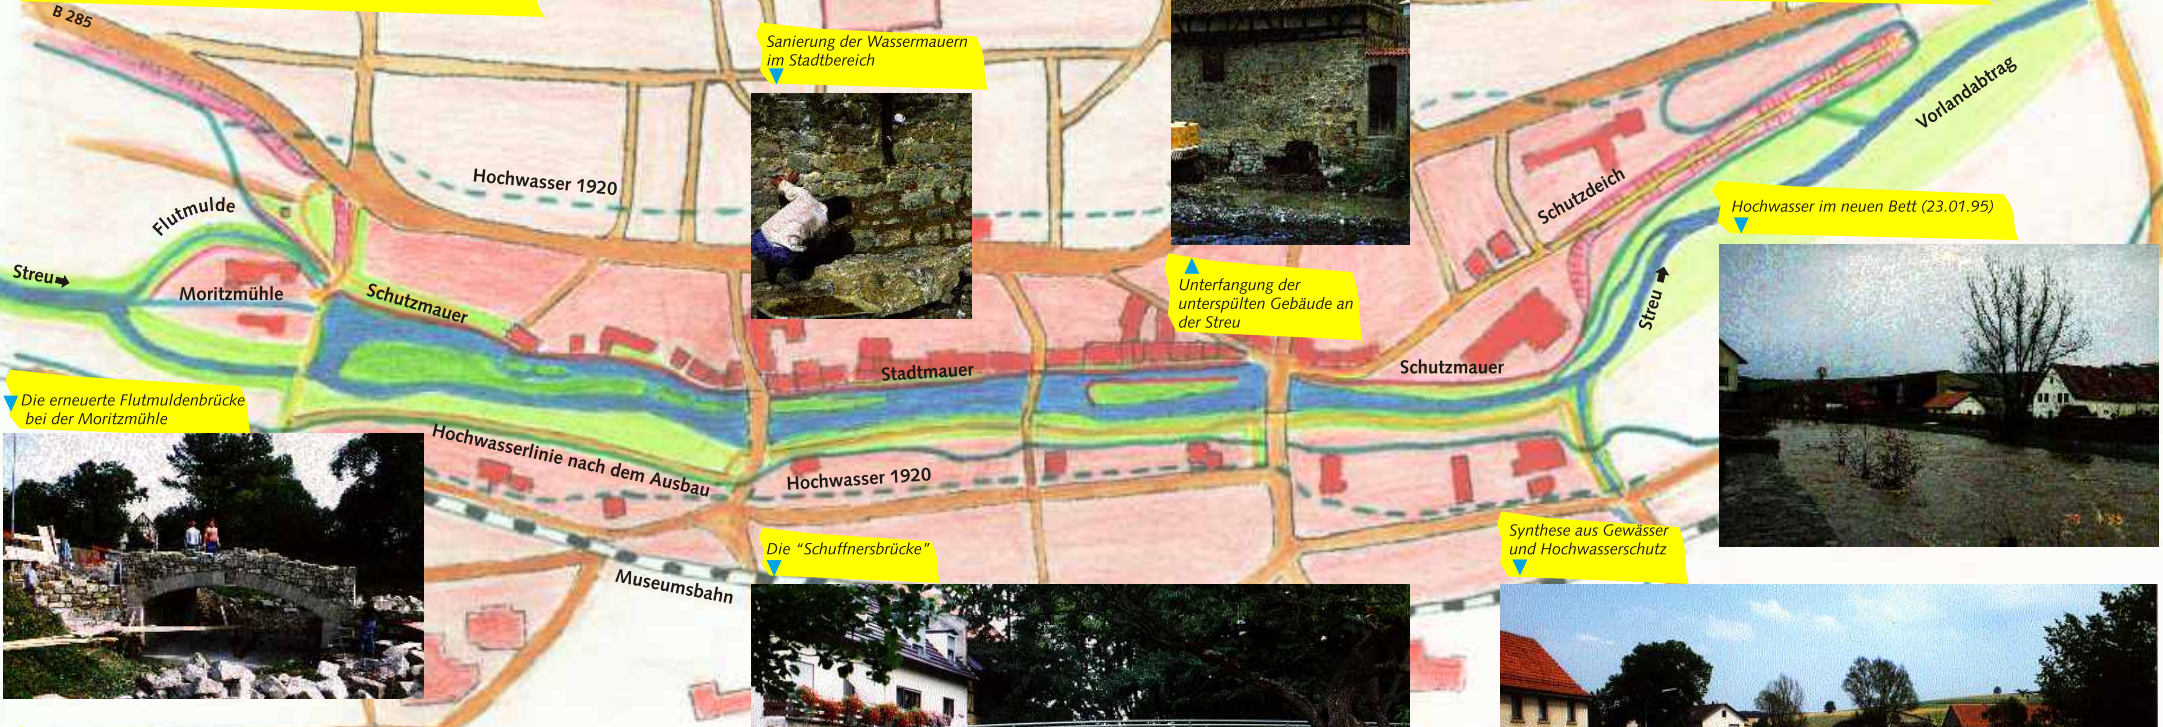 B 285
Sanierung der Wassermauern
im Stadtbereich
Vorlandabtrag
Hochwasser 1920
Schutzdeich
Flutmulde
Hochwasser im neuen Bett (23.01.95)
Streu
Moritzmühle
Schutzmauer
Unterfangung der
unterspülten Gebäude an
der Streu
Streu
Stadtmauer
Schutzmauer
Die erneuerte Flutmuldenbrücke
bei der Moritzmühle
Hochwasserlinie nach dem Ausbau
Hochwasser 1920
Die “Schuffnersbrücke”
Synthese aus Gewässer
und Hochwasserschutz
Museumsbahn